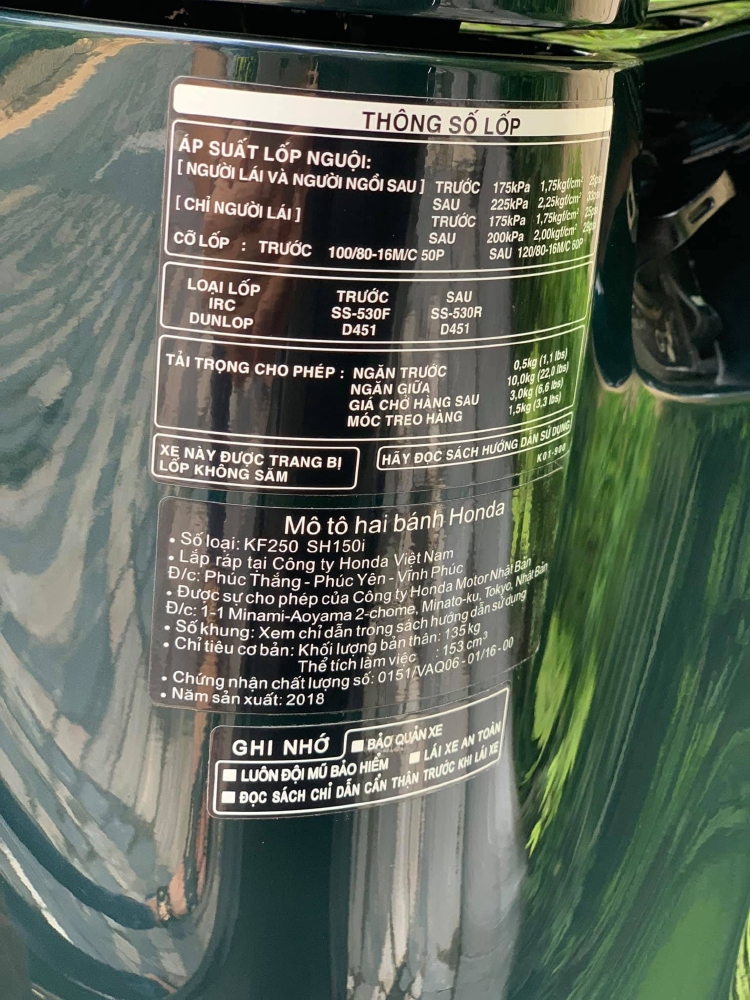 THÔNG SỐ LỐP
ÁP SUẤT LỐP NGUỘI:
[ NGƯỜI LÁI VÀ NGƯỜI NGỒI SAU ] TRƯỚC 175kPa 1,75kgf/cm² 25psi
SAU 225kPa 2,25kgf/cm² 33psi
[ CHỈ NGƯỜI LÁI ] TRƯỚC 175kPa 1,75kgf/cm² 25psi
SAU 200kPa 2,00kgf/cm²
CỠ LỐP : TRƯỚC 100/80-16M/C 50P SAU 120/80-16M/C 60P
LOẠI LỐP TRƯỚC SAU
IRC SS-530F SS-530R
DUNLOP D451 D451
TẢI TRỌNG CHO PHÉP : NGĂN TRƯỚC 0,5kg (1,1 lbs)
NGĂN GIỮA 10,0kg (22,0 lbs)
GIÁ CHỞ HÀNG SAU 3,0kg (6,6 lbs)
MÓC TREO HÀNG 1,5kg (3,3 lbs)
XE NÀY ĐƯỢC TRANG BỊ
LỐP KHÔNG SĂM
HÃY ĐỌC SÁCH HƯỚNG DẪN SỬ DỤNG
K01-900
Mô tô hai bánh Honda
• Số loại: KF250 SH150i
• Lắp ráp tại Công ty Honda Việt Nam
Đ/c: Phúc Thắng - Phúc Yên - Vĩnh Phúc
• Được sự cho phép của Công ty Honda Motor Nhật Bản
Đ/c: 1-1 Minami-Aoyama 2-chome, Minato-ku, Tokyo, Nhật Bản
• Số khung: Xem chỉ dẫn trong sách hướng dẫn sử dụng
• Chỉ tiêu cơ bản: Khối lượng bản thân: 135 kg
Thể tích làm việc : 153 cm³
• Chứng nhận chất lượng số: 0151/VAQ06 - 01/16 - 00
• Năm sản xuất: 2018
GHI NHỚ ■ BẢO QUẢN XE
■ LUÔN ĐỘI MŨ BẢO HIỂM ■ LÁI XE AN TOÀN
■ ĐỌC SÁCH CHỈ DẪN CẨN THẬN TRƯỚC KHI LÁI XE